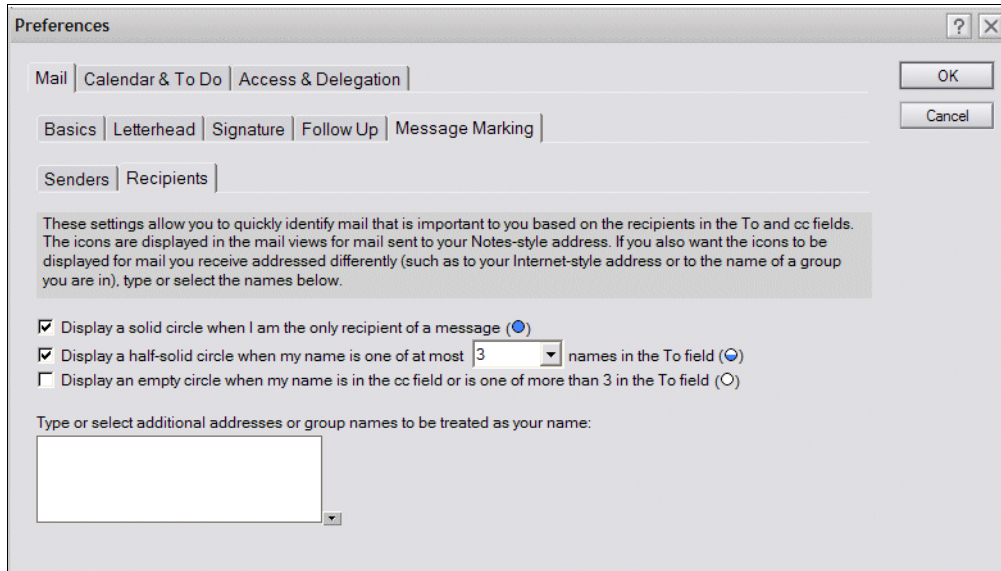 Preferences
?
Mail Calendar & To Do Access & Delegation
OK
Basics Letterhead Signature Follow Up Message Marking
Cancel
Senders Recipients
These settings allow you to quickly identify mail that is important to you based on the recipients in the To and cc fields.
The icons are displayed in the mail views for mail sent to your Notes-style address. If you also want the icons to be
displayed for mail you receive addressed differently (such as to your Internet-style address or to the name of a group
you are in), type or select the names below.
Display a solid circle when I am the only recipient of a message ()
Display a half-solid circle when my name is one of at most 3 names in the To field ()
Display an empty circle when my name is in the cc field or is one of more than 3 in the To field ()
Type or select additional addresses or group names to be treated as your name: